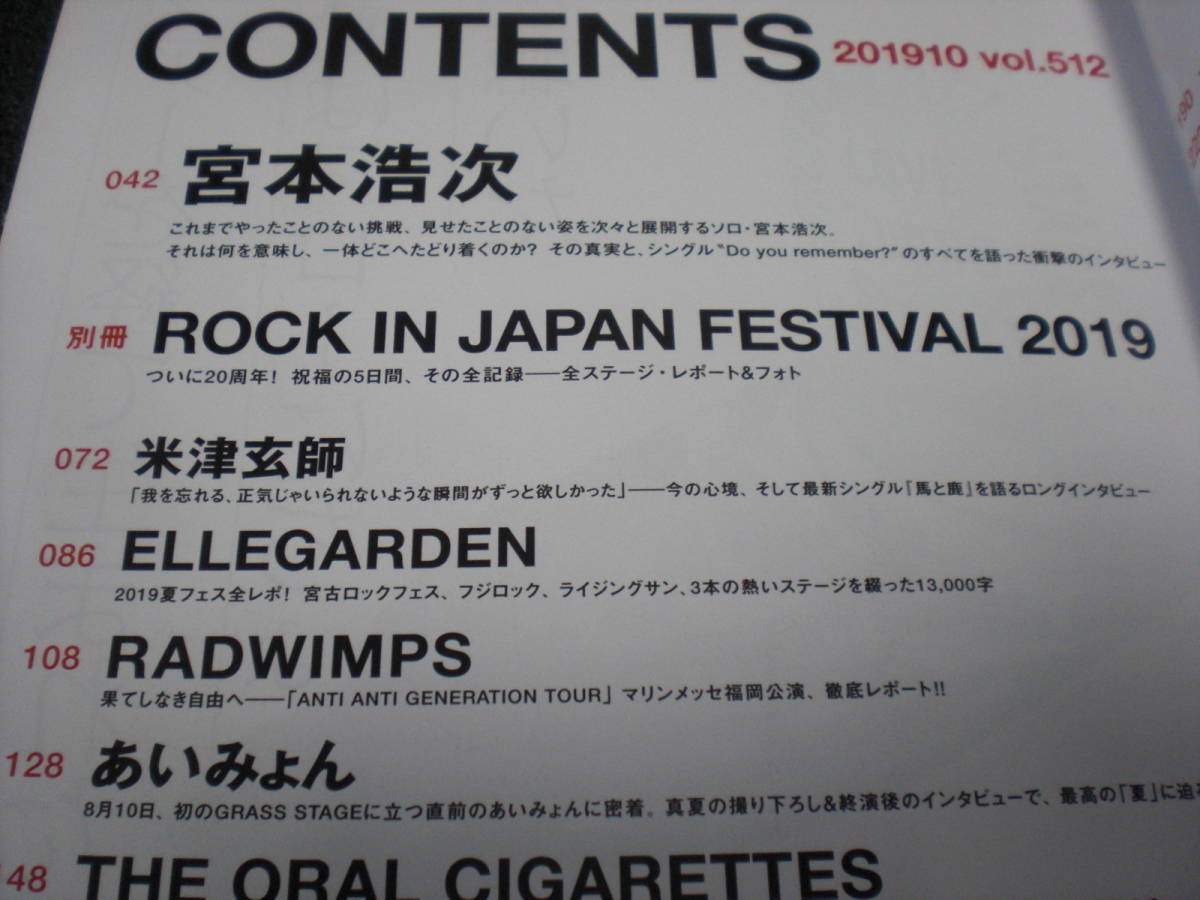 CONTENTS 201910 vol.512
042 宮本浩次
これまでやったことのない挑戦、見せたことのない姿を次々と展開するソロ・宮本浩次。
それは何を意味し、一体どこへたどり着くのか? その真実と、シングル“Do you remember?”のすべてを語った衝撃のインタビュー
別冊 ROCK IN JAPAN FESTIVAL 2019
ついに20周年! 祝福の5日間、その全記録――全ステージ・レポート&フォト
072 米津玄師
「我を忘れる、正気じゃいられないような瞬間がずっと欲しかった」――今の心境、そして最新シングル『馬と鹿』を語るロングインタビュー
086 ELLEGARDEN
2019夏フェス全レポ! 宮古ロックフェス、フジロック、ライジングサン、3本の熱いステージを綴った13,000字
108 RADWIMPS
果てしなき自由へ――「ANTI ANTI GENERATION TOUR」マリンメッセ福岡公演、徹底レポート!!
128 あいみょん
8月10日、初のGRASS STAGEに立つ直前のあいみょんに密着。真夏の撮り下ろし&終演後のインタビューで、最高の「夏」に迫
148 THE ORAL CIGARETTES